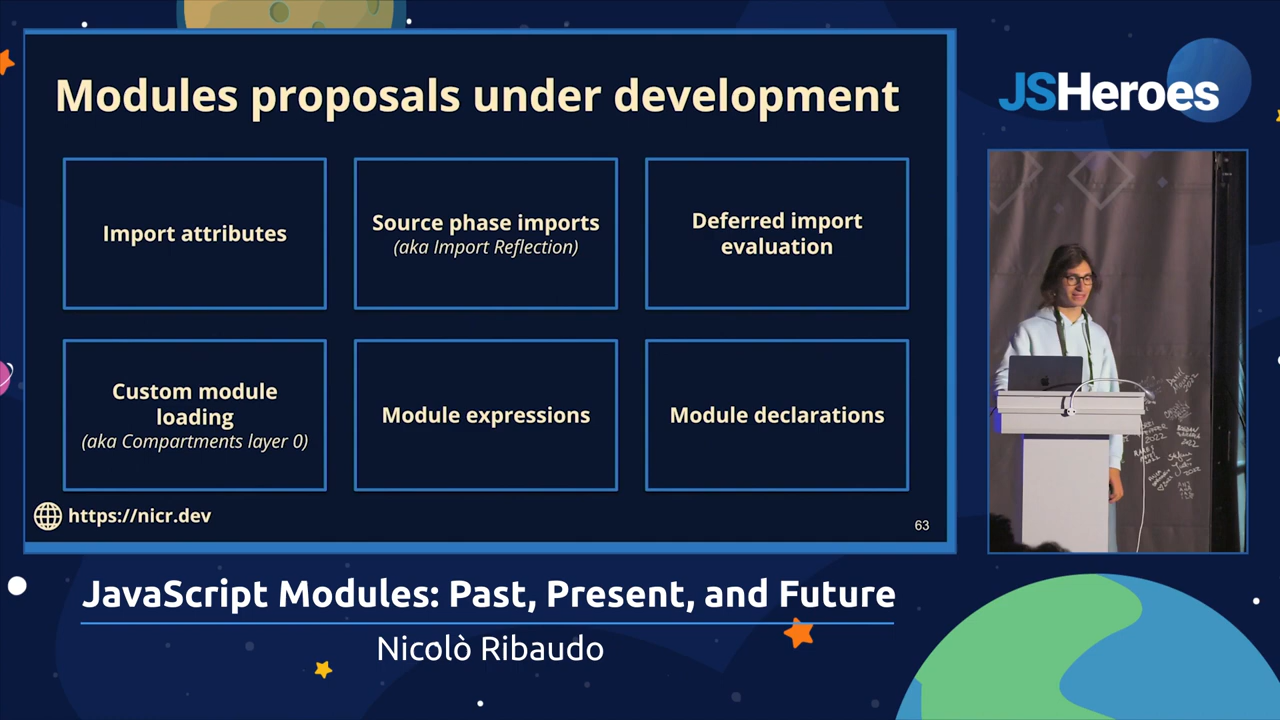 Modules proposals under development
Import attributes
Source phase imports
(aka Import Reflection)
Deferred import
evaluation
Custom module
loading
(aka Compartments layer 0)
Module expressions
Module declarations
https://nicr.dev
63
JSHeroes
JavaScript Modules: Past, Present, and Future
Nicolò Ribaudo